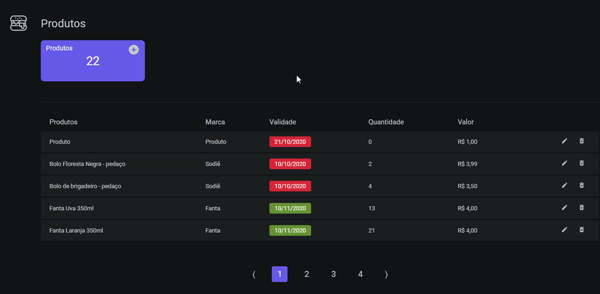 Produtos
Produtos
22
Produtos Marca Validade Quantidade Valor
Produto Produto 21/10/2020 0 R$ 1,00
Bolo Floresta Negra - pedaço Sodiê 10/10/2020 2 R$ 3,99
Bolo de brigadeiro - pedaço Sodiê 10/10/2020 4 R$ 3,50
Fanta Uva 350ml Fanta 10/11/2020 13 R$ 4,00
Fanta Laranja 350ml Fanta 10/11/2020 21 R$ 4,00
1 2 3 4